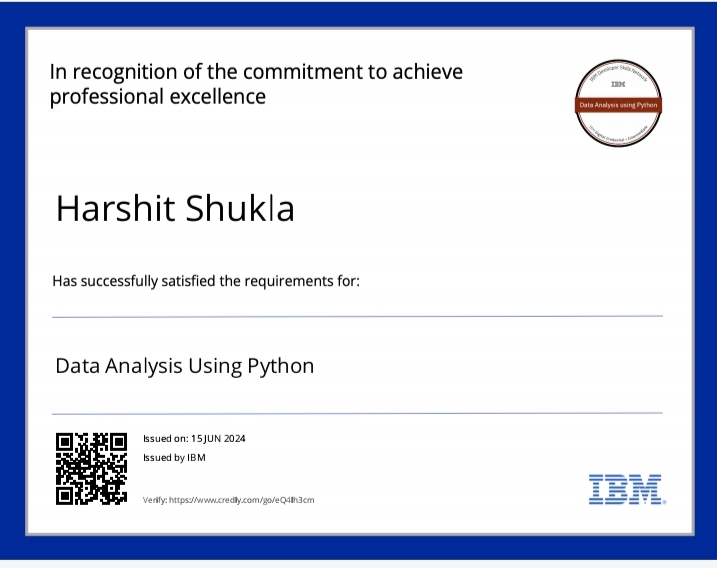 In recognition of the commitment to achieve
professional excellence
IBM Developer Skills Network
IBM
Data Analysis using Python
IBM Digital Credential • Intermediate
Harshit Shukla
Has successfully satisfied the requirements for:
Data Analysis Using Python
Issued on: 15 JUN 2024
Issued by IBM
Verify: https://www.credly.com/go/
IBM